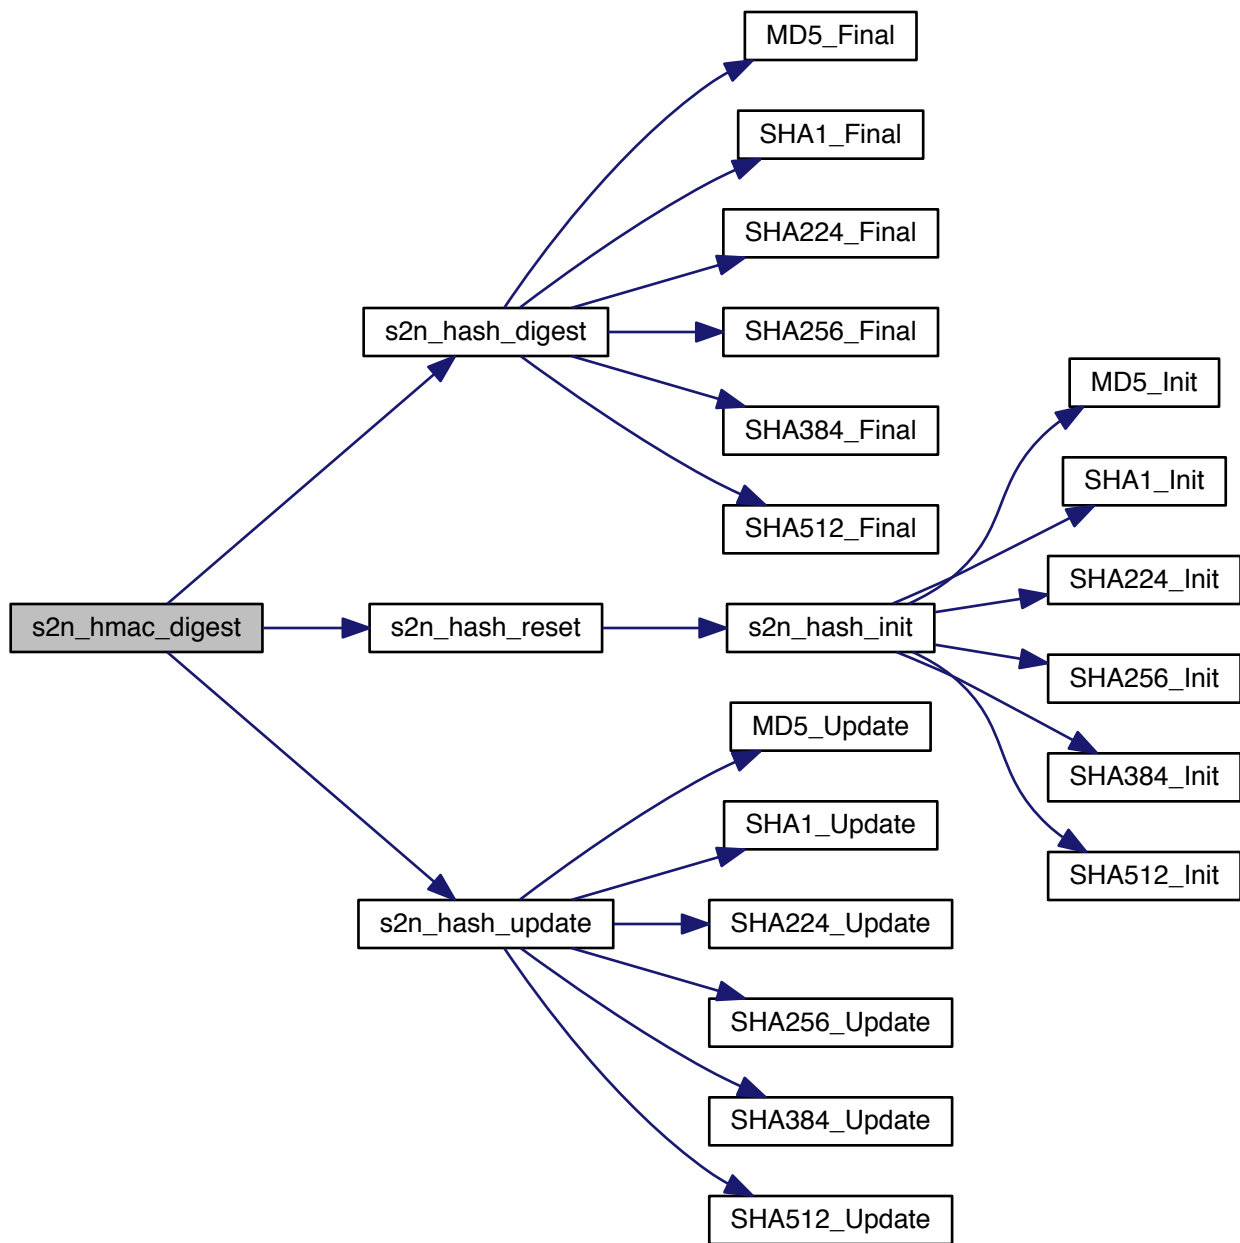 MD5_Final
SHA1_Final
SHA224_Final
s2n_hash_digest
SHA256_Final
MD5_Init
SHA384_Final
SHA1_Init
SHA512_Final
SHA224_Init
s2n_hmac_digest
s2n_hash_reset
s2n_hash_init
SHA256_Init
MD5_Update
SHA384_Init
SHA1_Update
SHA512_Init
s2n_hash_update
SHA224_Update
SHA256_Update
SHA384_Update
SHA512_Update